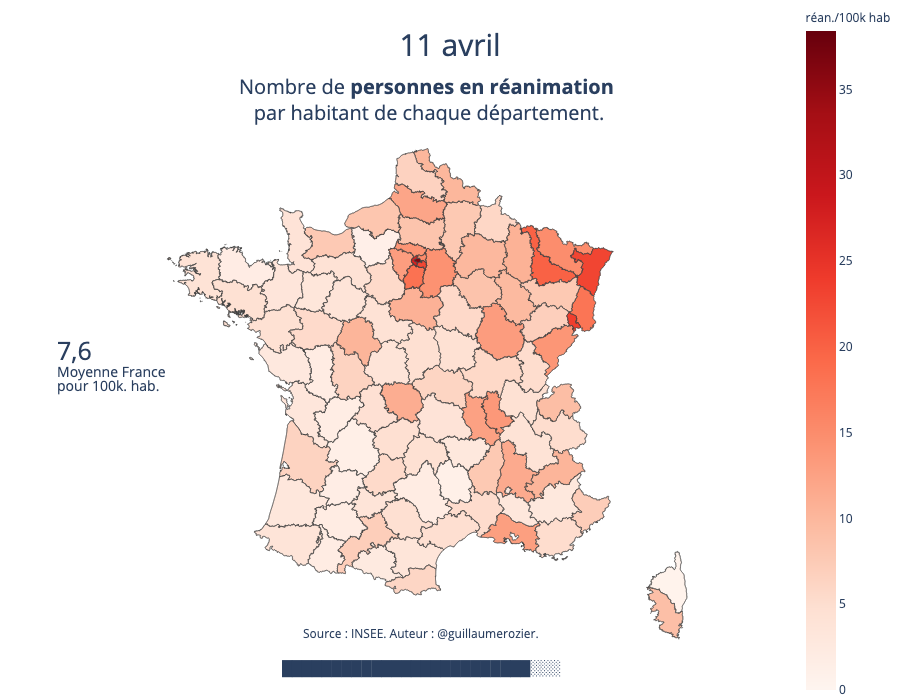 11 avril
Nombre de personnes en réanimation
par habitant de chaque département.
réan./100k hab
35
30
25
20
15
10
5
0
7,6
Moyenne France
pour 100k. hab.
Source : INSEE. Auteur : @guillaumerozier.